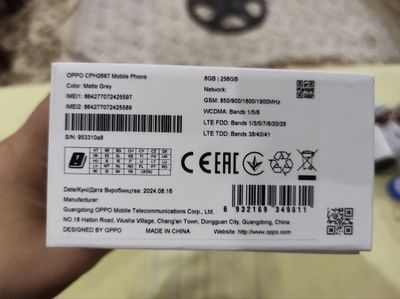 OPPO CPH2687 Mobile Phone
Color: Matte Grey
IMEI1: 864277072425597
IMEI2: 864277072425589
S/N: 953310a8
8GB | 256GB
Network:
GSM: 850/900/1800/1900MHz
WCDMA: Bands 1/5/8
LTE FDD: Bands 1/3/5/7/8/20/28
LTE TDD: Bands 38/40/41
CE EAC
Date/Күні/Дата Виробництва: 2024.08.16
Manufacturer:
Guangdong OPPO Mobile Telecommunications Corp., Ltd.
NO.18 Haibin Road, Wusha Village, Chang'an Town, Dongguan City, Guangdong, China
DESIGNED BY OPPO
MADE IN CHINA
Website: http://www.oppo.com
6 932169 349311